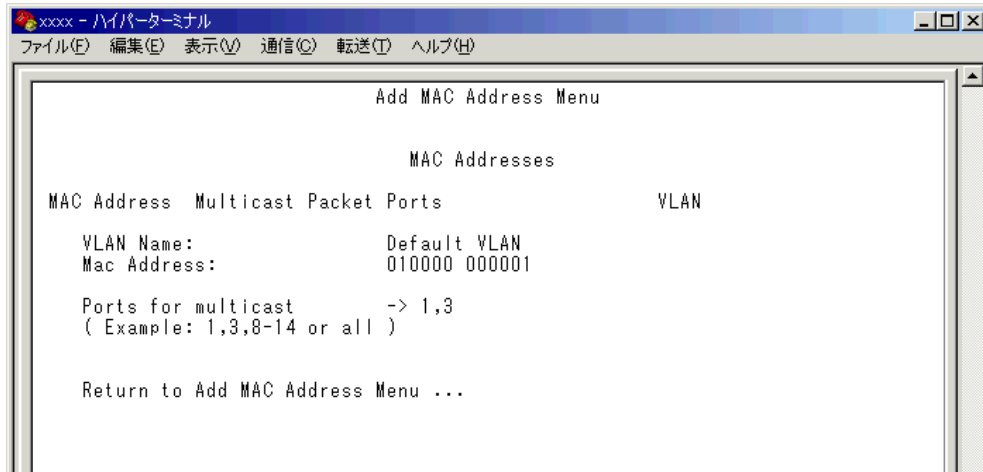 xxxx - ハイパーターミナル
ファイル(F) 編集(E) 表示(V) 通信(C) 転送(T) ヘルプ(H)
Add MAC Address Menu
MAC Addresses
MAC Address Multicast Packet Ports VLAN
VLAN Name: Default VLAN
Mac Address: 010000 000001
Ports for multicast -> 1,3
( Example: 1,3,8-14 or all )
Return to Add MAC Address Menu ...